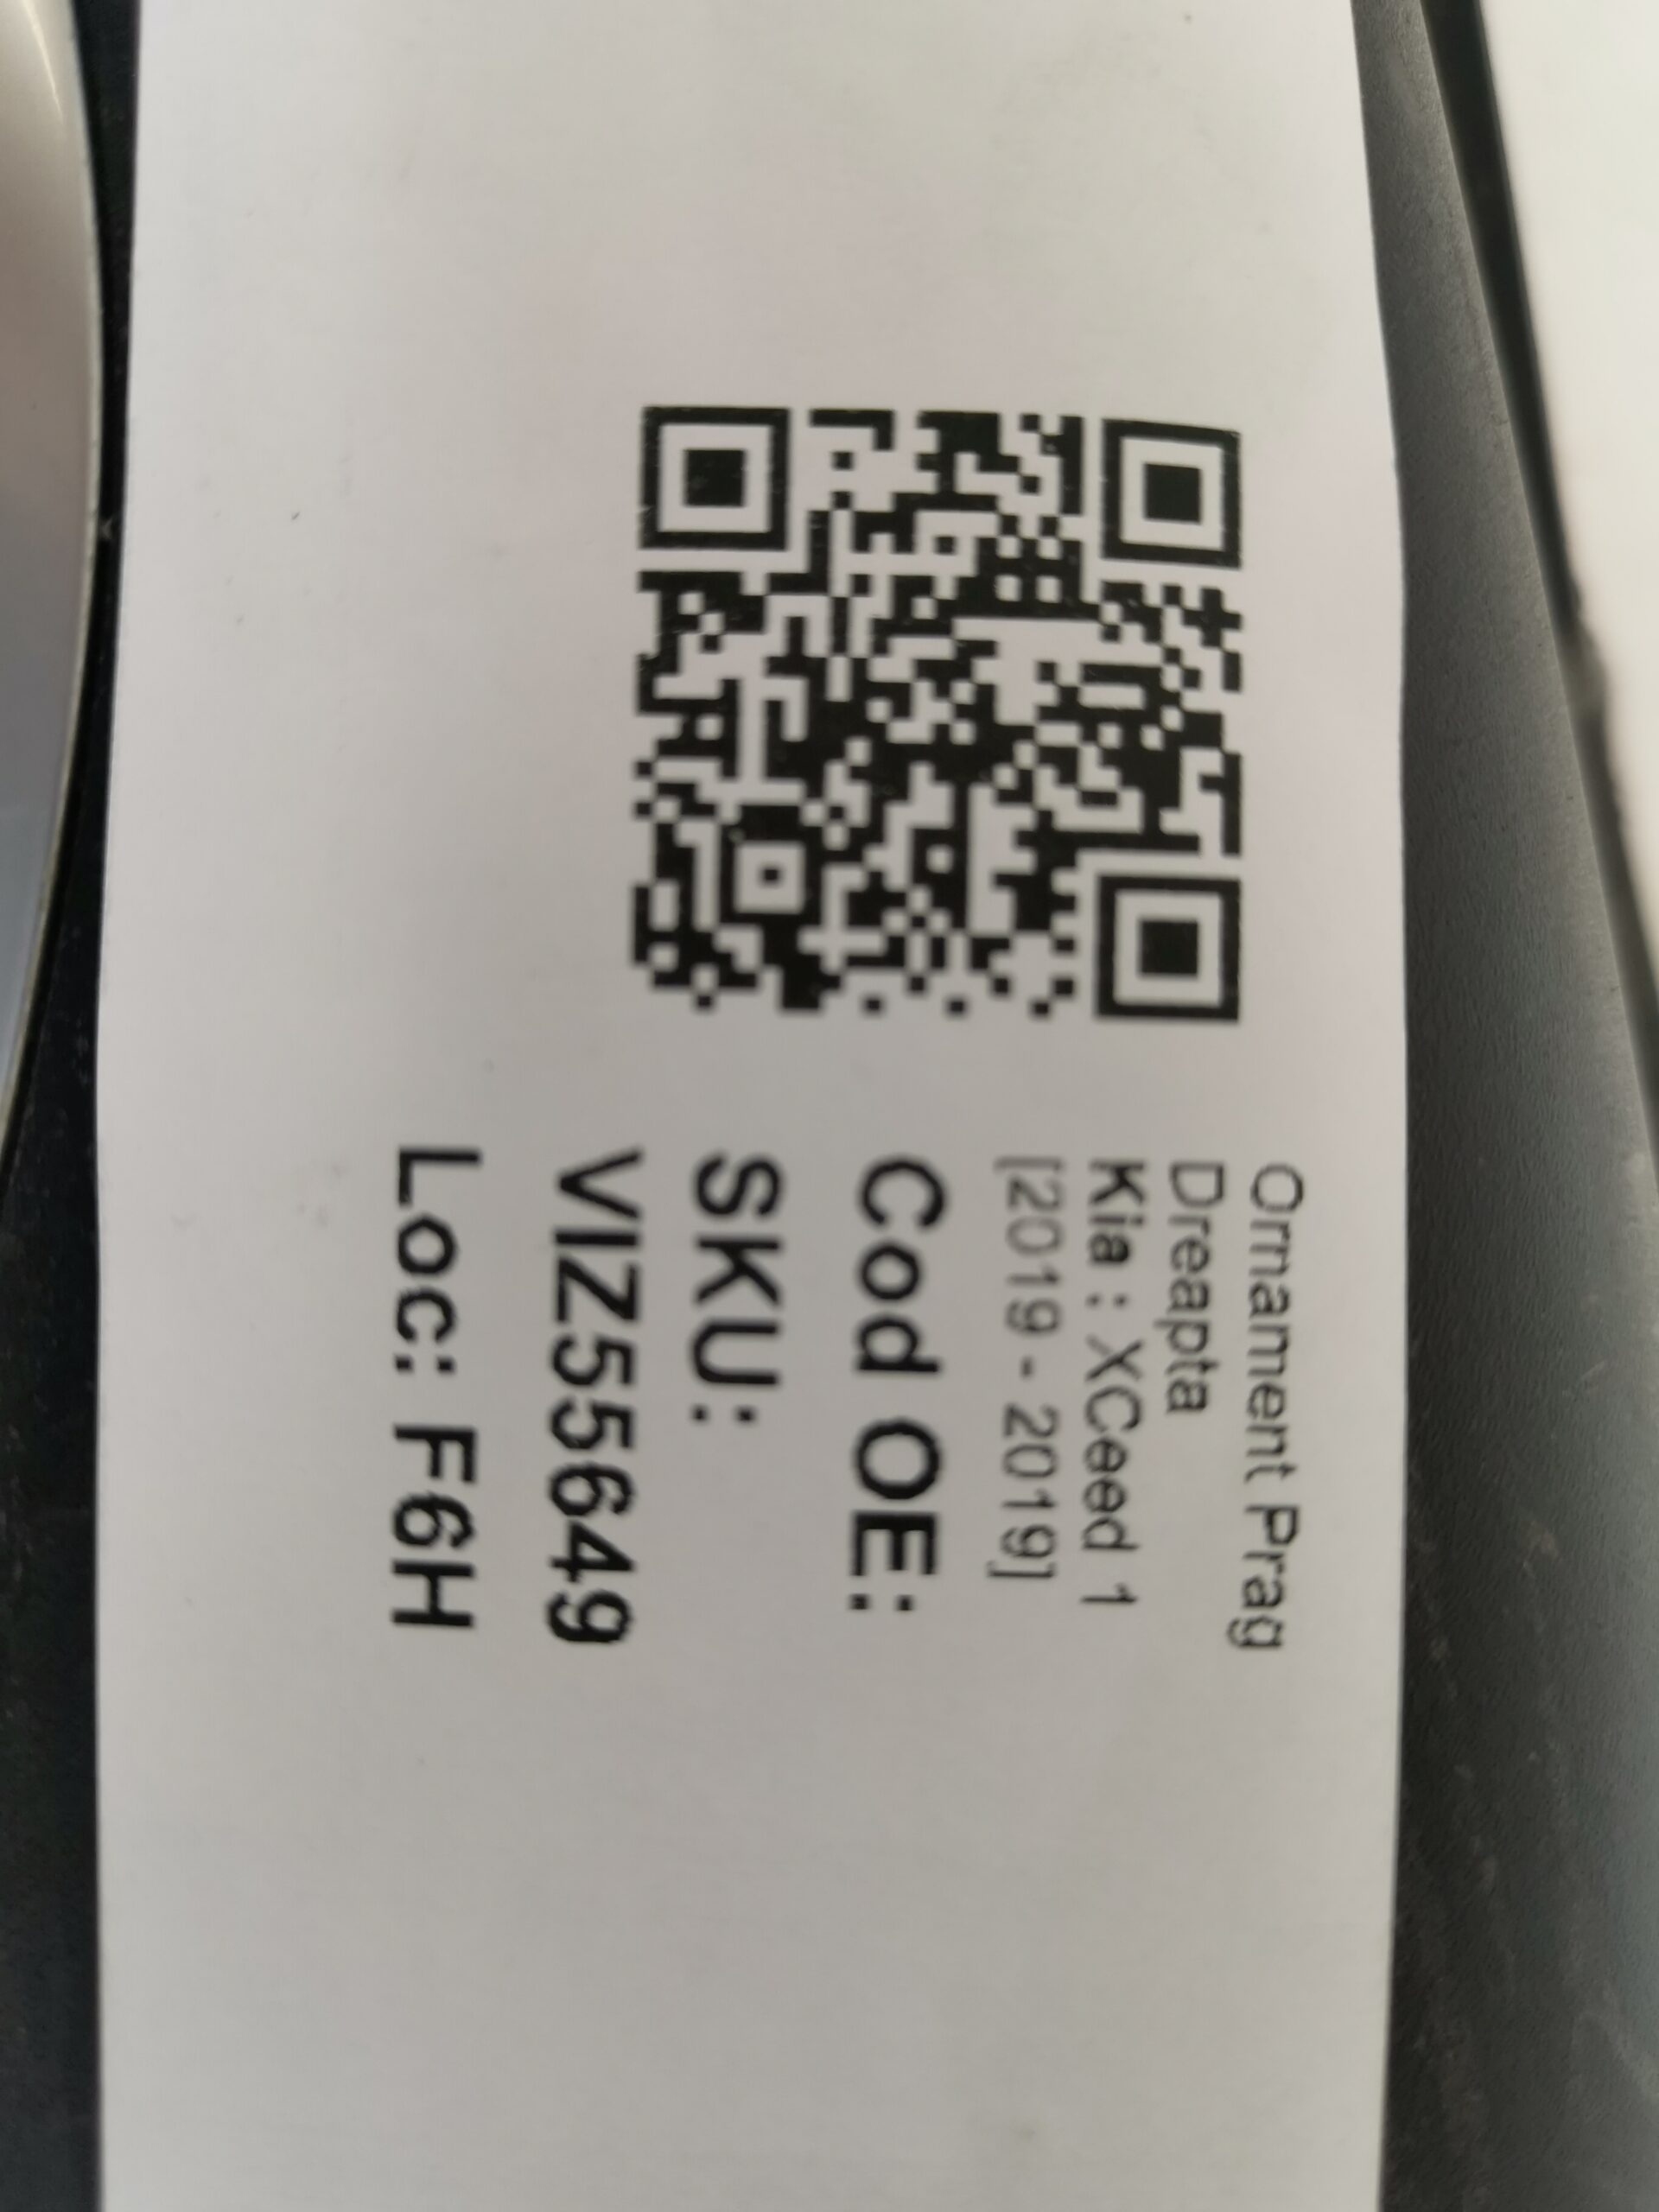 Ornament Prag
Dreapta
Kia : XCeed 1
[2019 - 2019]
Cod OE:
SKU:
VIZ55649
Loc: F6H